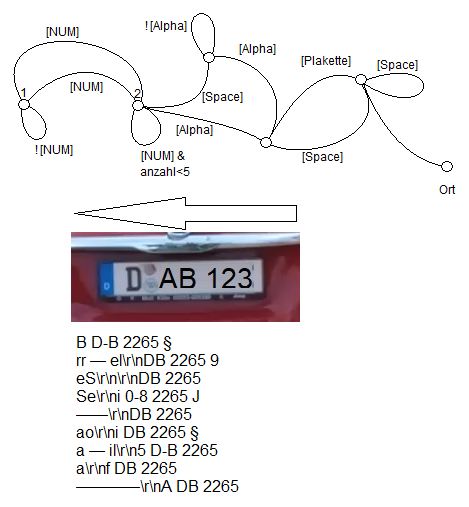 ![Alpha]
[NUM]
[Alpha]
[Plakette]
[Space]
[NUM]
1
2
[Space]
[Alpha]
![NUM]
[NUM] &
anzahl<5
[Space]
Ort
D AB 123
D
B D-B 2265 §
rr — el\r\nDB 2265 9
eS\r\n\r\nDB 2265
Se\r\ni 0-8 2265 J
——\r\nDB 2265
ao\r\ni DB 2265 §
a — il\r\n5 D-B 2265
a\r\nf DB 2265
————\r\nA DB 2265